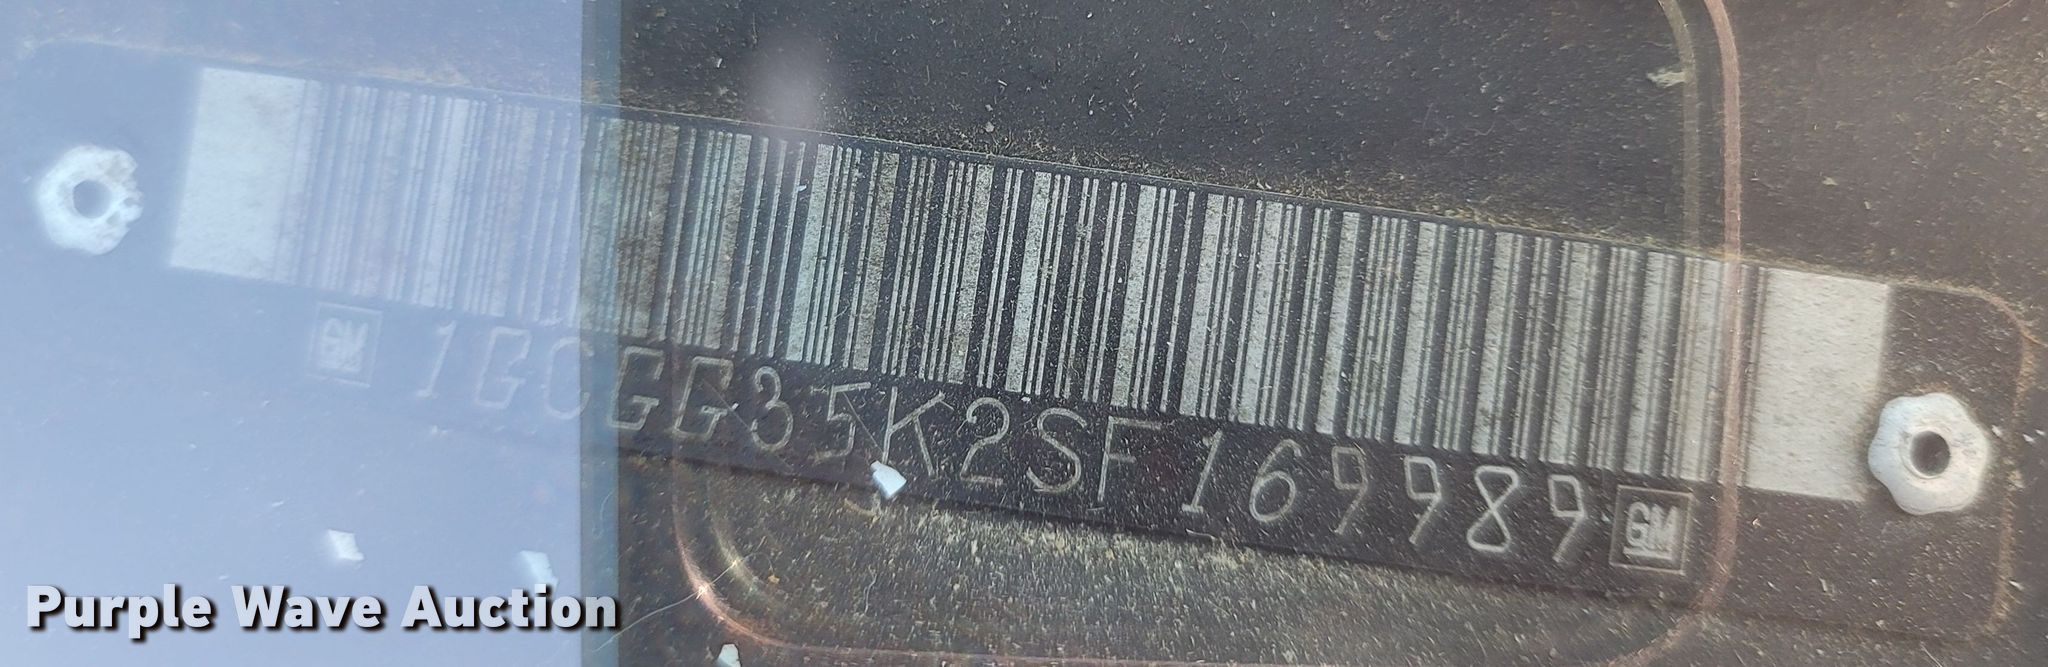 GM 1GCGG35K2SF169989 GM
Purple Wave Auction